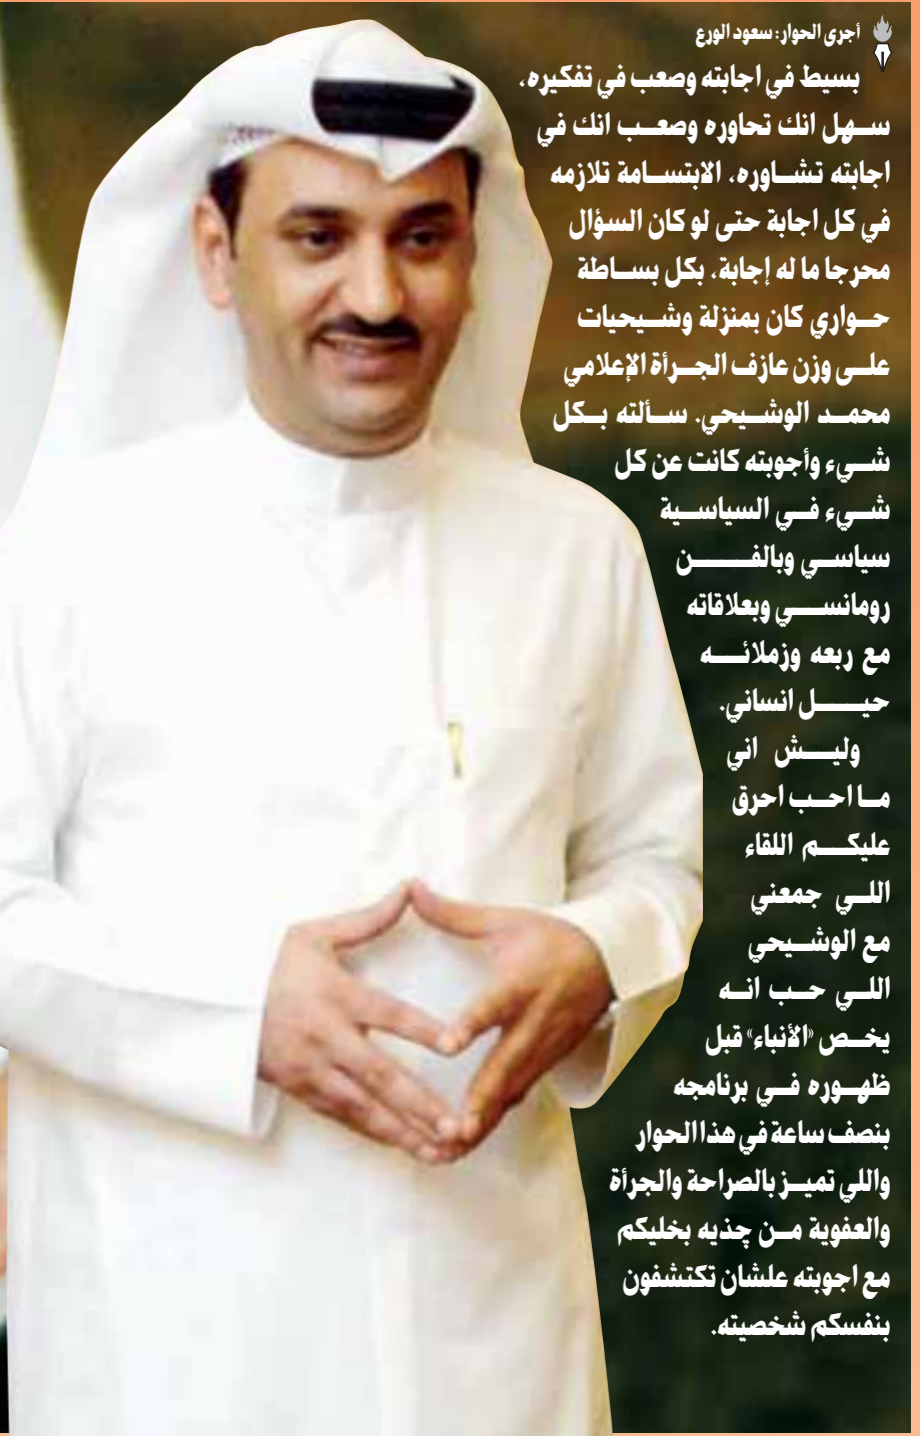 أجرى الحوار: سعود الورع
بسيط في اجابته وصعب في تفكيره،
سهل انك تحاوره وصعب انك في
اجابته تشاوره، الابتسامة تلازمه
في كل اجابة حتى لو كان السؤال
محرجا ما له إجابة، بكل بساطة
حواري كان بمنزلة وشيحيات
على وزن عازف الجرأة الإعلامي
محمد الوشيحي. سألته بكل
شيء وأجوبته كانت عن كل
شيء في السياسية
سياسي وبالفن
رومانسي وبعلاقاته
مع ربعه وزملائه
حيل انساني.
وليش اني
ما احب احرق
عليكم اللقاء
اللي جمعني
مع الوشيحي
اللي حب انه
يخص «الأنباء» قبل
ظهوره في برنامجه
بنصف ساعة في هذا الحوار
واللي تميز بالصراحة والجرأة
والعفوية من چذيه بخليكم
مع اجوبته علشان تكتشفون
بنفسكم شخصيته.